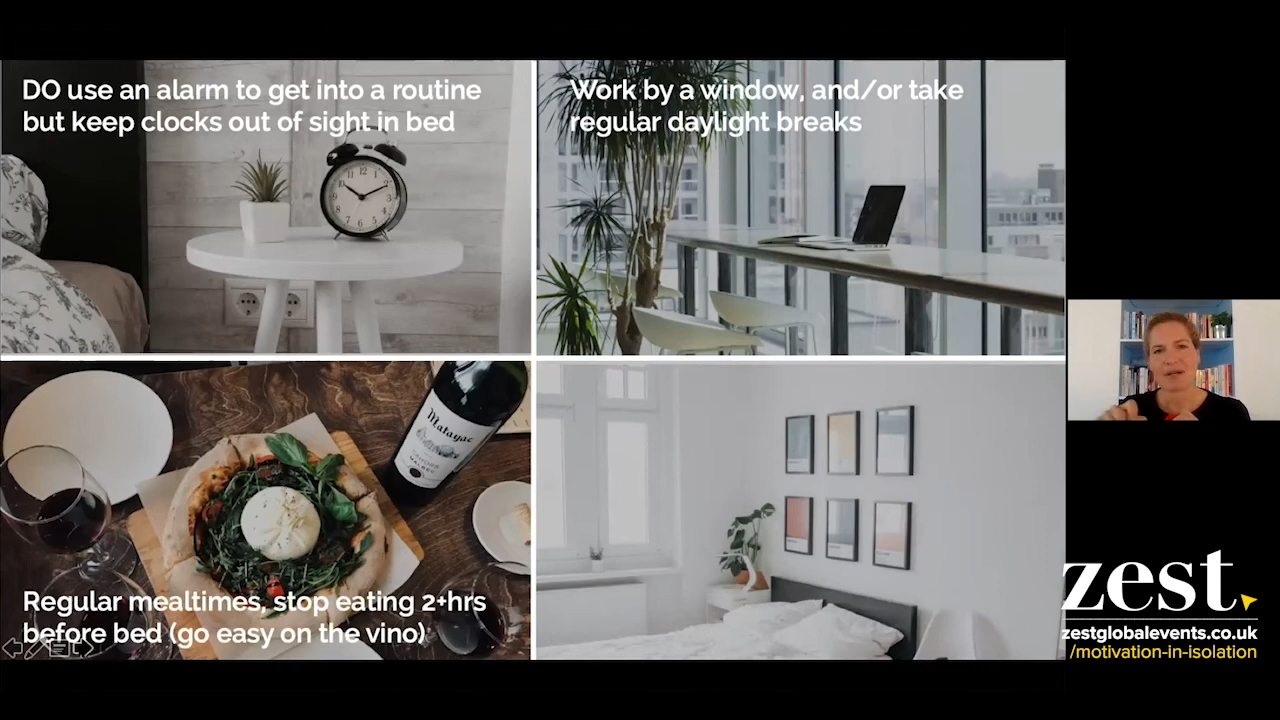 DO use an alarm to get into a routine
but keep clocks out of sight in bed
Work by a window, and/or take
regular daylight breaks
Matayac
Regular mealtimes, stop eating 2+hrs
before bed (go easy on the vino)
zest
zestglobalevents.co.uk
/motivation-in-isolation